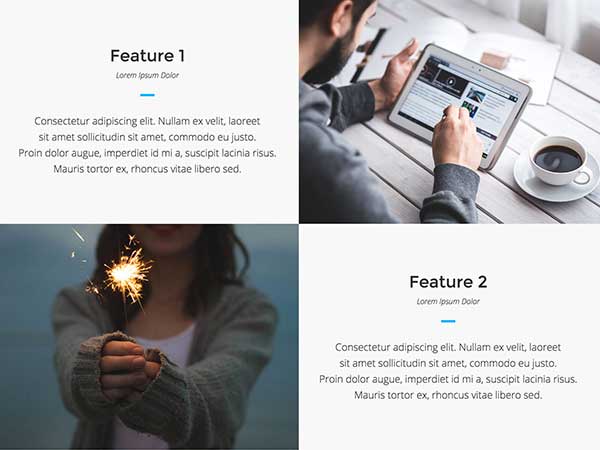 Feature 1
Lorem Ipsum Dolor
Consectetur adipiscing elit. Nullam ex velit, laoreet
sit amet sollicitudin sit amet, commodo eu justo.
Proin dolor augue, imperdiet id mi a, suscipit lacinia risus.
Mauris tortor ex, rhoncus vitae libero sed.
Feature 2
Lorem Ipsum Dolor
Consectetur adipiscing elit. Nullam ex velit, laoreet
sit amet sollicitudin sit amet, commodo eu justo.
Proin dolor augue, imperdiet id mi a, suscipit lacinia risus.
Mauris tortor ex, rhoncus vitae libero sed.